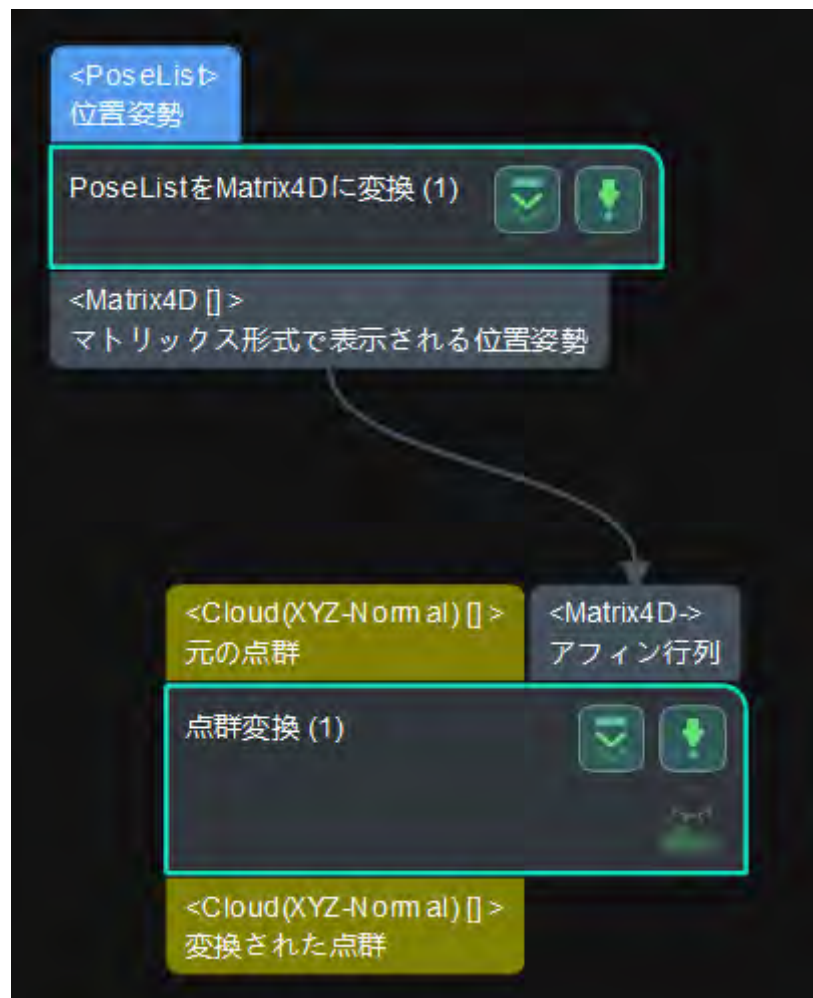 <PoseList>
位置姿勢
PoseListをMatrix4Dに変換 (1)
<Matrix4D [] >
マトリックス形式で表示される位置姿勢
<Cloud(XYZ-Normal) [] >
元の点群
<Matrix4D->
アフィン行列
点群変換 (1)
<Cloud(XYZ-Normal) [] >
変換された点群